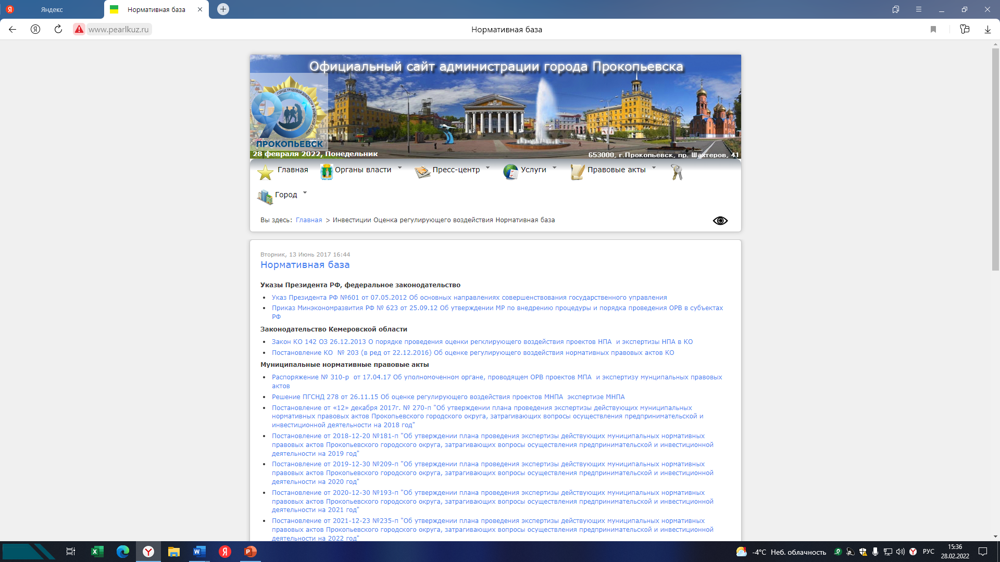 Яндекс
Нормативная база
www.pearlkuz.ru
Нормативная база
Официальный сайт администрации города Прокопьевска
ГОРОД ТРУДОВОЙ ДОБЛЕСТИ И ВОИНСКОЙ СЛАВЫ
90
ПРОКОПЬЕВСК
28 февраля 2022, Понедельник
653000, г.Прокопьевск, пр. Шахтеров, 41
Главная Органы власти Пресс-центр Услуги Правовые акты
Город
Вы здесь: Главная > Инвестиции Оценка регулирующего воздействия Нормативная база
Вторник, 13 Июнь 2017 16:44
Нормативная база
Указы Президента РФ, федеральное законодательство
• Указ Президента РФ №601 от 07.05.2012 Об основных направлениях совершенствования государственного управления
• Приказ Минэкономразвития РФ № 623 от 25.09.12 Об утверждении МР по внедрению процедуры и порядка проведения ОРВ в субъектах
РФ
Законодательство Кемеровской области
• Закон КО 142 ОЗ 26.12.2013 О порядке проведения оценки регклирующего воздействия проектов НПА и экспертизы НПА в КО
• Постановление КО № 203 (в ред от 22.12.2016) Об оценке регулирующего воздействия нормативных правовых актов КО
Муниципальные нормативные правовые акты
• Распоряжение № 310-р от 17.04.17 Об уполномоченном органе, проводящем ОРВ проектов МПА и экспертизу мунципальных правовых
актов
• Решение ПГСНД 278 от 26.11.15 Об оценке регулирующего воздействия проектов МНПА экспертизе МНПА
• Постановление от «12» декабря 2017г. № 270-п "Об утверждении плана проведения экспертизы действующих муниципальных
нормативных правовых актов Прокопьевского городского округа, затрагивающих вопросы осуществления предпринимательской и
инвестиционной деятельности на 2018 год"
• Постановление от 2018-12-20 №181-п "Об утверждении плана проведения экспертизы действующих муниципальных нормативных
правовых актов Прокопьевского городского округа, затрагивающих вопросы осуществления предпринимательской и инвестиционной
деятельности на 2019 год"
• Постановление от 2019-12-30 №209-п "Об утверждении плана проведения экспертизы действующих муниципальных нормативных
правовых актов Прокопьевского городского округа, затрагивающих вопросы осуществления предпринимательской и инвестиционной
деятельности на 2020 год"
• Постановление от 2020-12-30 №193-п "Об утверждении плана проведения экспертизы действующих муниципальных нормативных
правовых актов Прокопьевского городского округа, затрагивающих вопросы осуществления предпринимательской и инвестиционной
деятельности на 2021 год"
• Постановление от 2021-12-23 №235-п "Об утверждении плана проведения экспертизы действующих муниципальных нормативных
правовых актов Прокопьевского городского округа, затрагивающих вопросы осуществления предпринимательской и инвестиционной
деятельности на 2022 год"
-4°C Неб. облачность
РУС
15:36
28.02.2022